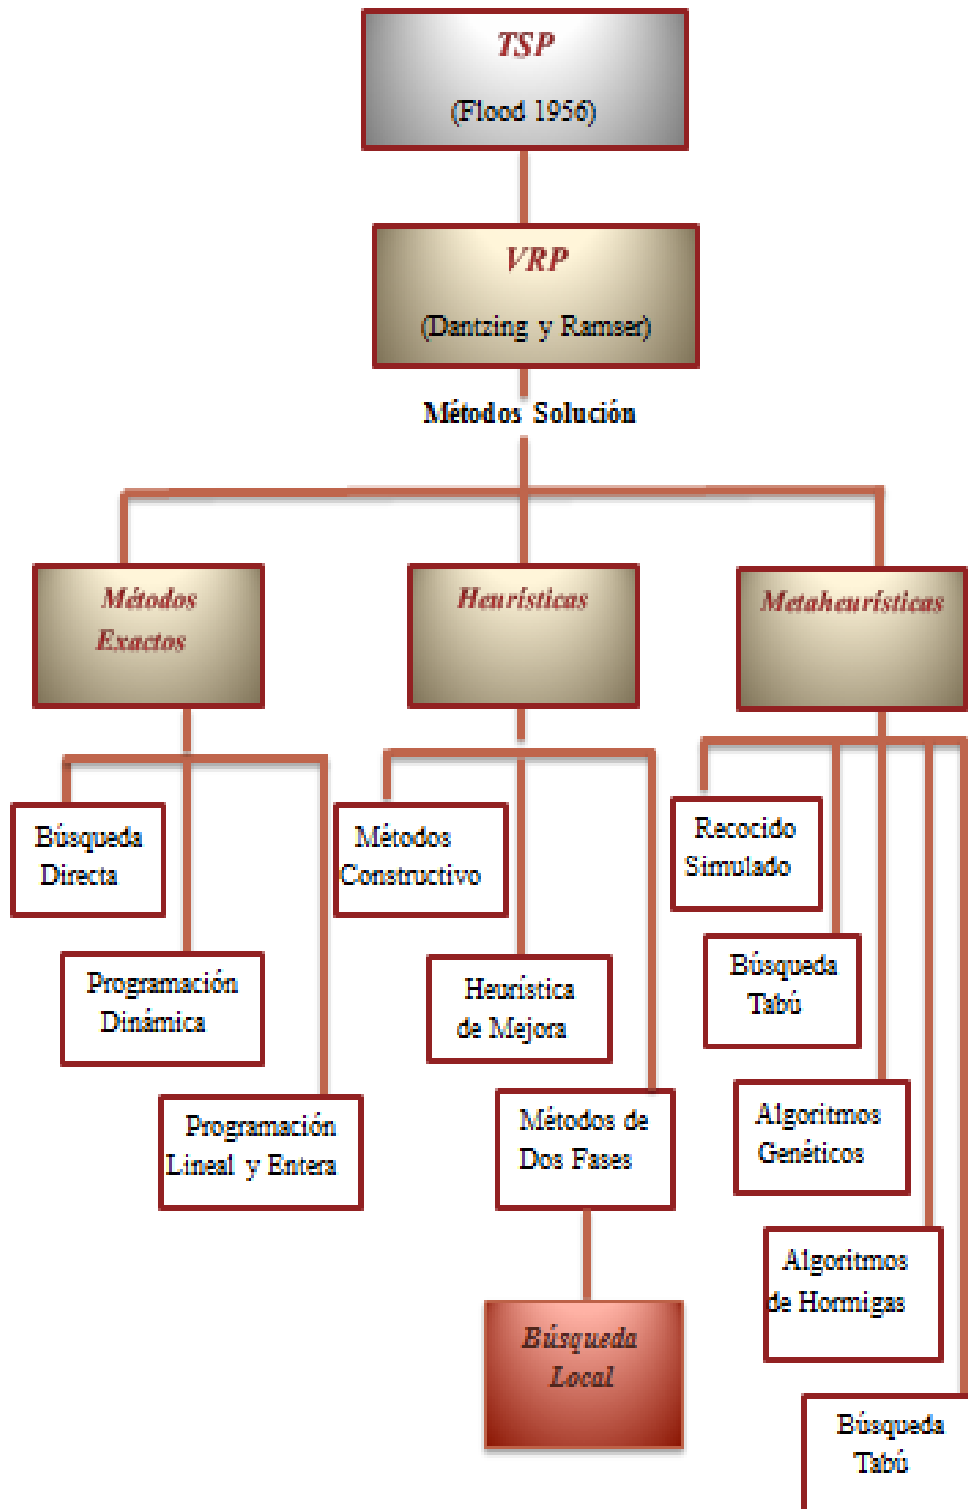 TSP
(Flood 1956)
VRP
(Dantzing y Ramser)
Métodos Solución
Métodos
Exactos
Heurísticas
Metaheurísticas
Búsqueda
Directa
Programación
Dinámica
Programación
Lineal y Entera
Métodos
Constructivo
Heurística
de Mejora
Métodos de
Dos Fases
Búsqueda
Local
Recocido
Simulado
Búsqueda
Tabú
Algoritmos
Genéticos
Algoritmos
de Hormigas
Búsqueda
Tabú